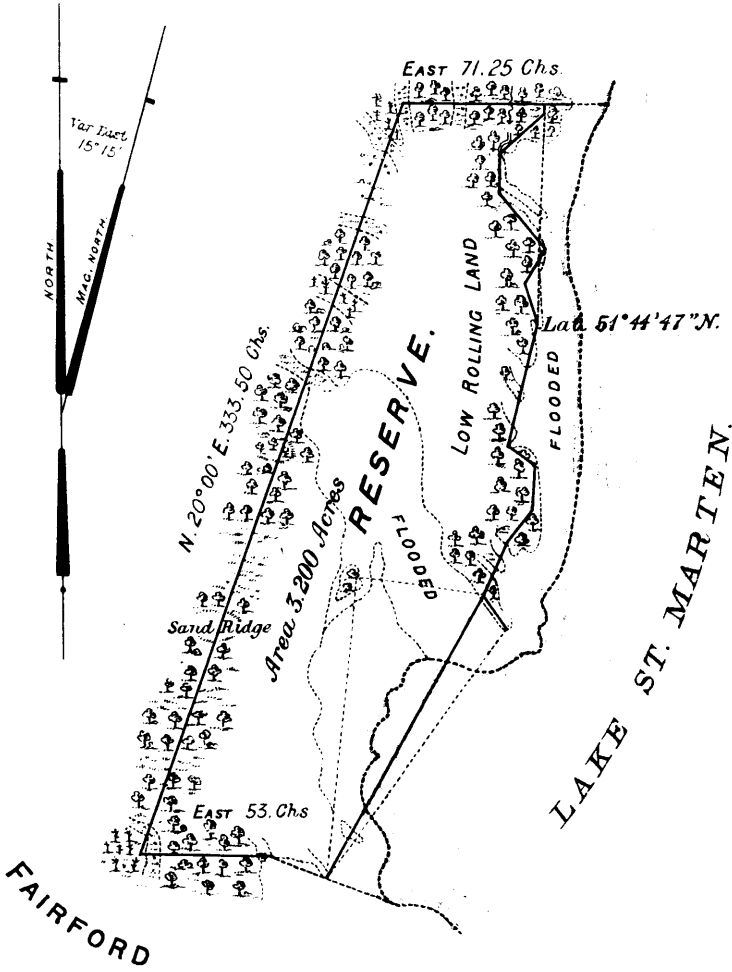 EAST 71.25 Chs.
Var East
15° 15'
NORTH
MAG. NORTH.
Lat. 51°44'47"N.
LOW ROLLING LAND
FLOODED
N. 20°00' E. 333.50 Chs.
RESERVE.
Area 3.200 Acres
FLOODED
Sand Ridge
LAKE ST. MARTEN.
EAST 53. Chs
FAIRFORD